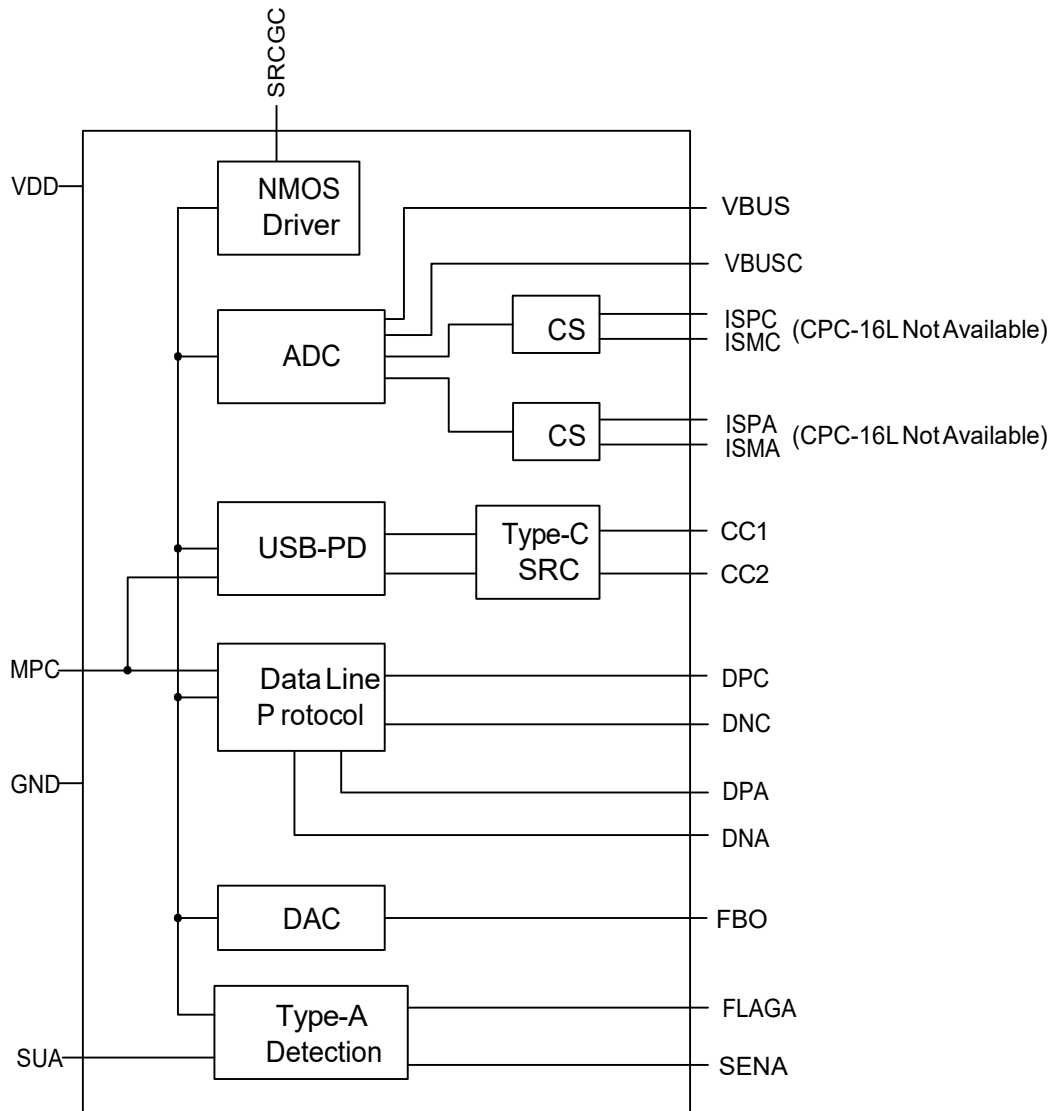 SRCGC
VDD
NMOS
Driver
VBUS
VBUSC
ADC
CS
ISPC
ISMC
(CPC-16L Not Available)
CS
ISPA
ISMA
(CPC-16L Not Available)
USB-PD
Type-C
SRC
CC1
CC2
MPC
Data Line
Protocol
DPC
DNC
GND
DPA
DNA
DAC
FBO
Type-A
Detection
FLAGA
SUA
SENA